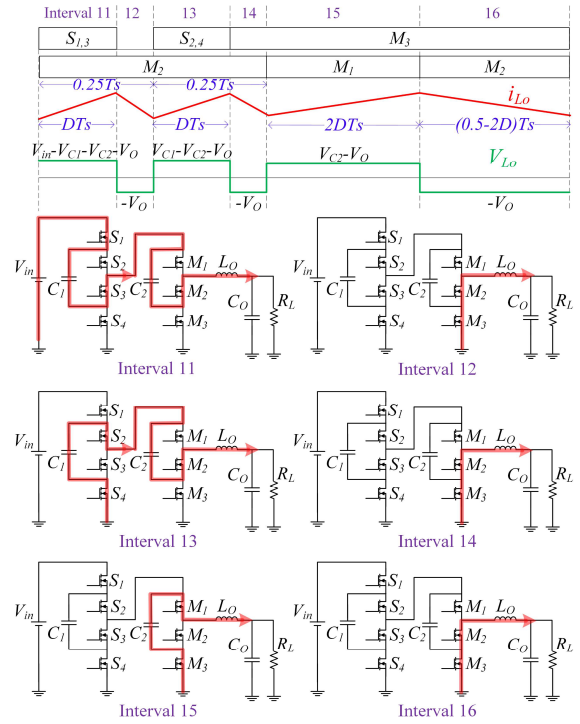 Interval 11 12 13 14 15 16
S1,3 S2,4 M3
M2 M1 M2
0.25Ts 0.25Ts
iLo
DTs DTs 2DTs (0.5-2D)Ts
Vin-VC1-VC2-VO VC1-VC2-VO VC2-VO VLo
-VO -VO -VO
Vin C1 S1 S2 S3 S4 C2 M1 M2 M3 LO CO RL
Interval 11
Vin C1 S1 S2 S3 S4 C2 M1 M2 M3 LO CO RL
Interval 12
Vin C1 S1 S2 S3 S4 C2 M1 M2 M3 LO CO RL
Interval 13
Vin C1 S1 S2 S3 S4 C2 M1 M2 M3 LO CO RL
Interval 14
Vin C1 S1 S2 S3 S4 C2 M1 M2 M3 LO CO RL
Interval 15
Vin C1 S1 S2 S3 S4 C2 M1 M2 M3 LO CO RL
Interval 16